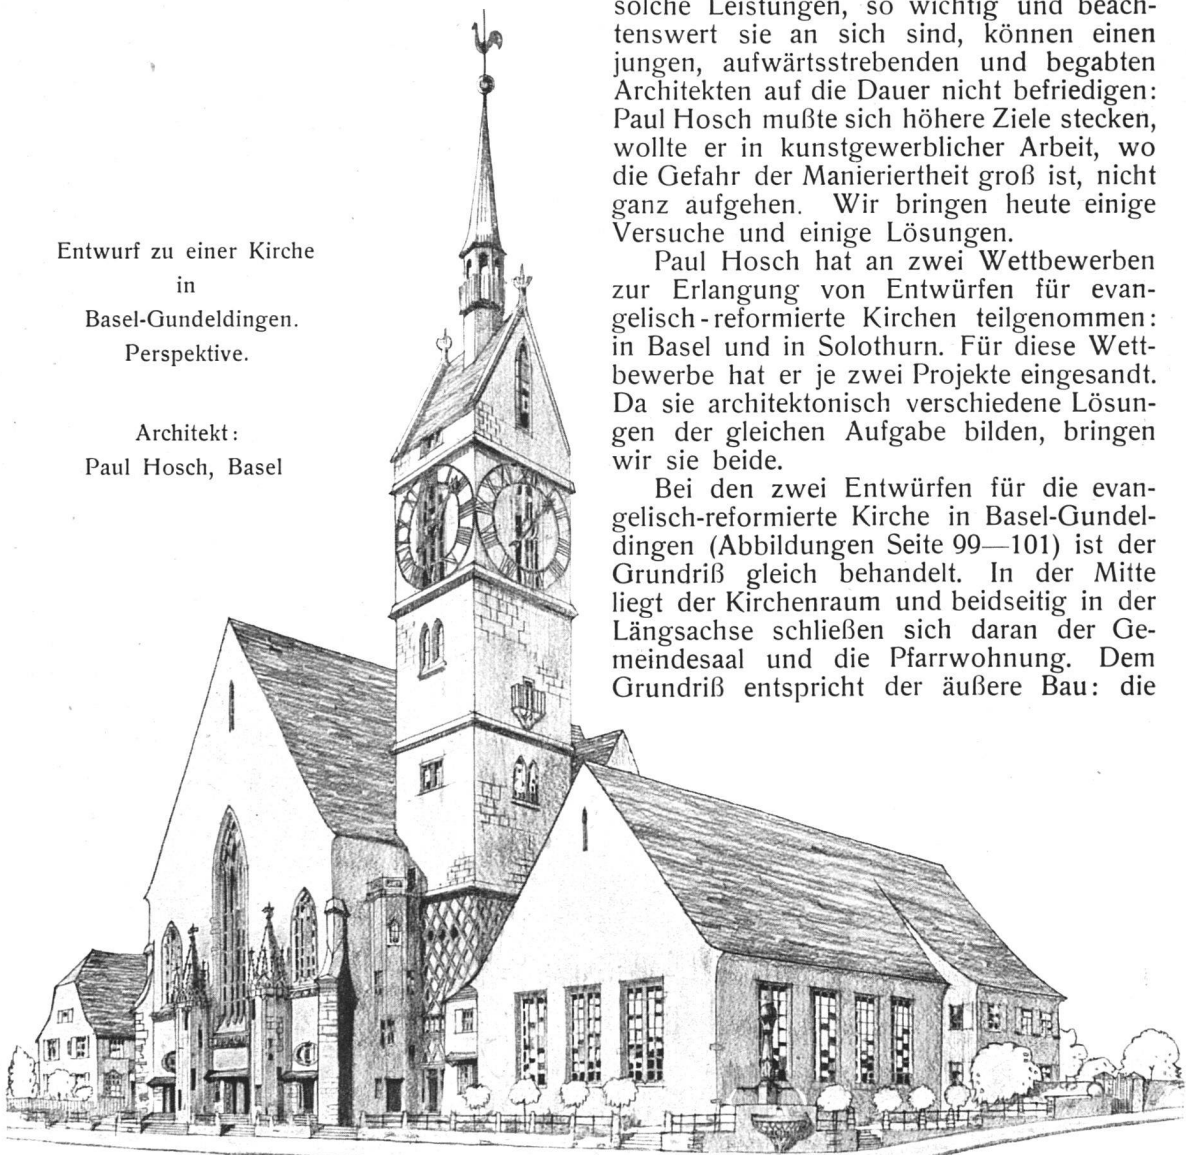 Entwurf zu einer Kirche
in
Basel-Gundeldingen.
Perspektive.
Architekt:
Paul Hosch, Basel
solche Leistungen, so wichtig und beach-
tenswert sie an sich sind, können einen
jungen, aufwärtsstrebenden und begabten
Architekten auf die Dauer nicht befriedigen:
Paul Hosch mußte sich höhere Ziele stecken,
wollte er in kunstgewerblicher Arbeit, wo
die Gefahr der Manieriertheit groß ist, nicht
ganz aufgehen. Wir bringen heute einige
Versuche und einige Lösungen.
Paul Hosch hat an zwei Wettbewerben
zur Erlangung von Entwürfen für evan-
gelisch-reformierte Kirchen teilgenommen:
in Basel und in Solothurn. Für diese Wett-
bewerbe hat er je zwei Projekte eingesandt.
Da sie architektonisch verschiedene Lösun-
gen der gleichen Aufgabe bilden, bringen
wir sie beide.
Bei den zwei Entwürfen für die evan-
gelisch-reformierte Kirche in Basel-Gundel-
dingen (Abbildungen Seite 99—101) ist der
Grundriß gleich behandelt. In der Mitte
liegt der Kirchenraum und beidseitig in der
Längsachse schließen sich daran der Ge-
meindesaal und die Pfarrwohnung. Dem
Grundriß entspricht der äußere Bau: die